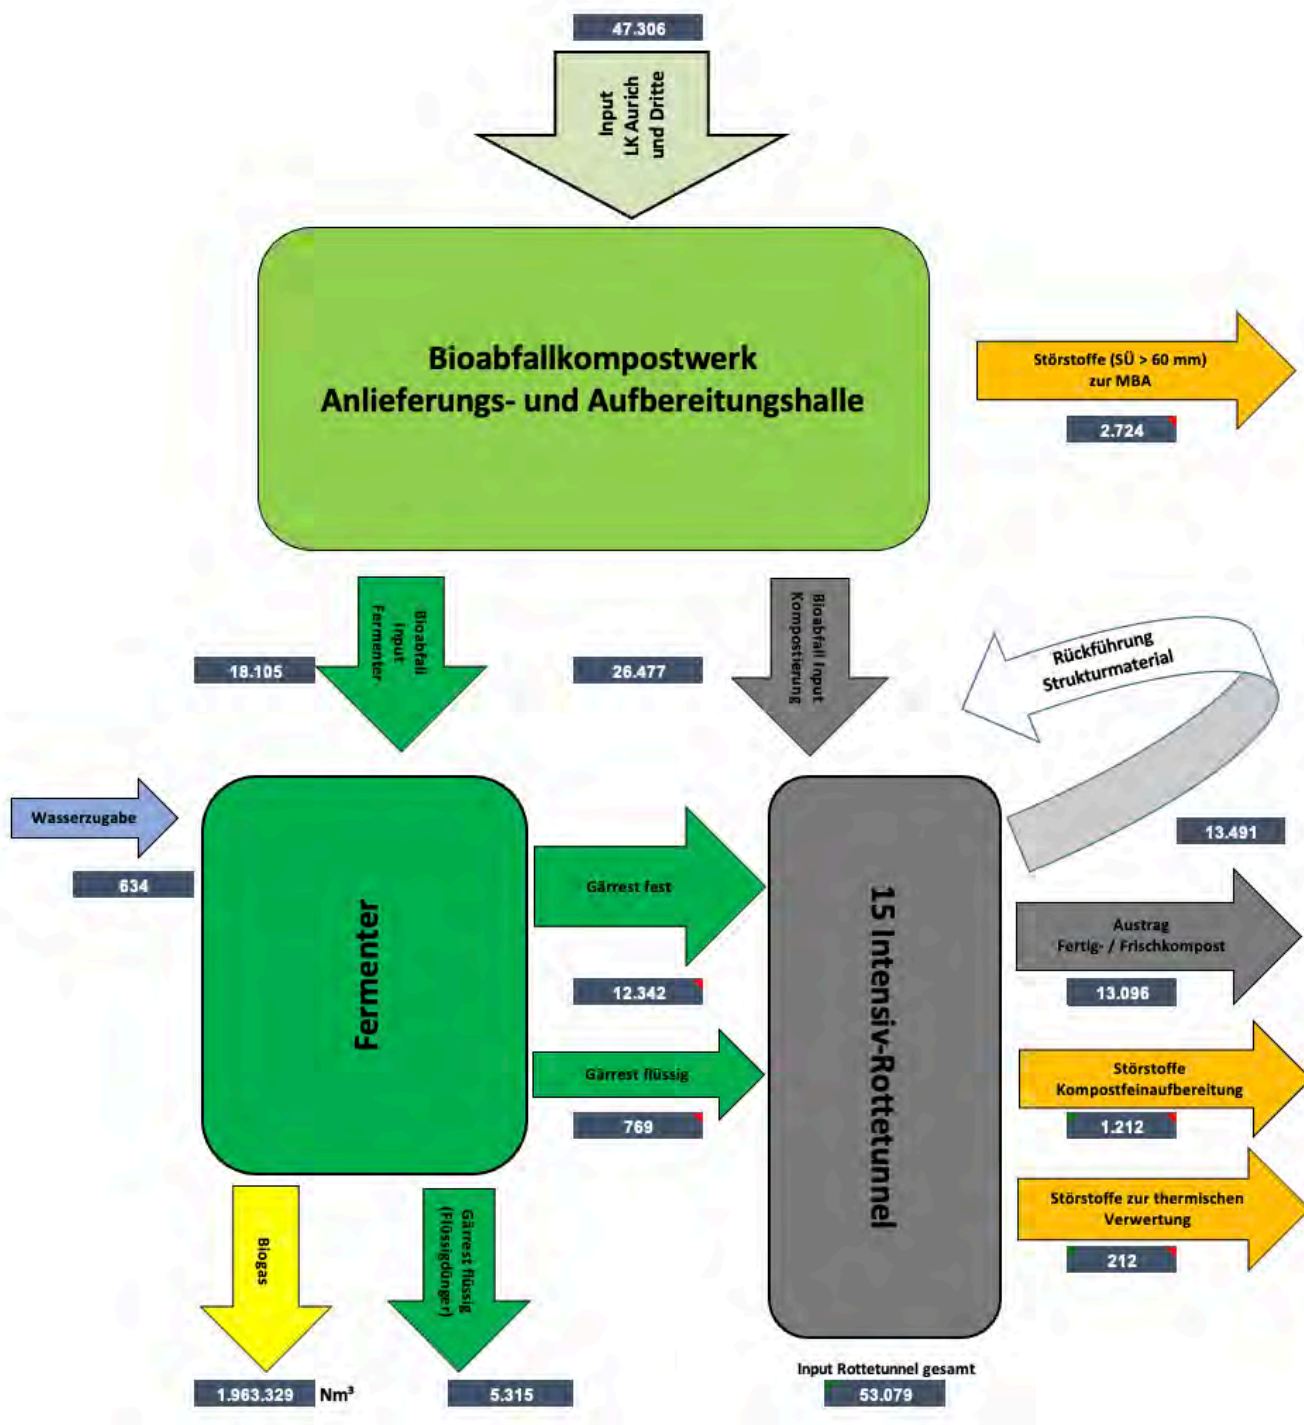 47.306
Input
LK Aurich
und Dritte
Bioabfallkompostwerk
Anlieferungs- und Aufbereitungshalle
Störstoffe (SÜ > 60 mm)
zur MBA
2.724
Bioabfall
input
Fermenter
18.105
Bioabfall Input
Kompostierung
26.477
Rückführung
Strukturmaterial
13.491
Wasserzugabe
634
Fermenter
Gärrest fest
12.342
Gärrest flüssig
769
15 Intensiv-Rottetunnel
Austrag
Fertig- / Frischkompost
13.096
Störstoffe
Kompostfeinaufbereitung
1.212
Störstoffe zur thermischen
Verwertung
212
Biogas
1.963.329 Nm³
Gärrest flüssig
(Flüssigdünger)
5.315
Input Rottetunnel gesamt
53.079